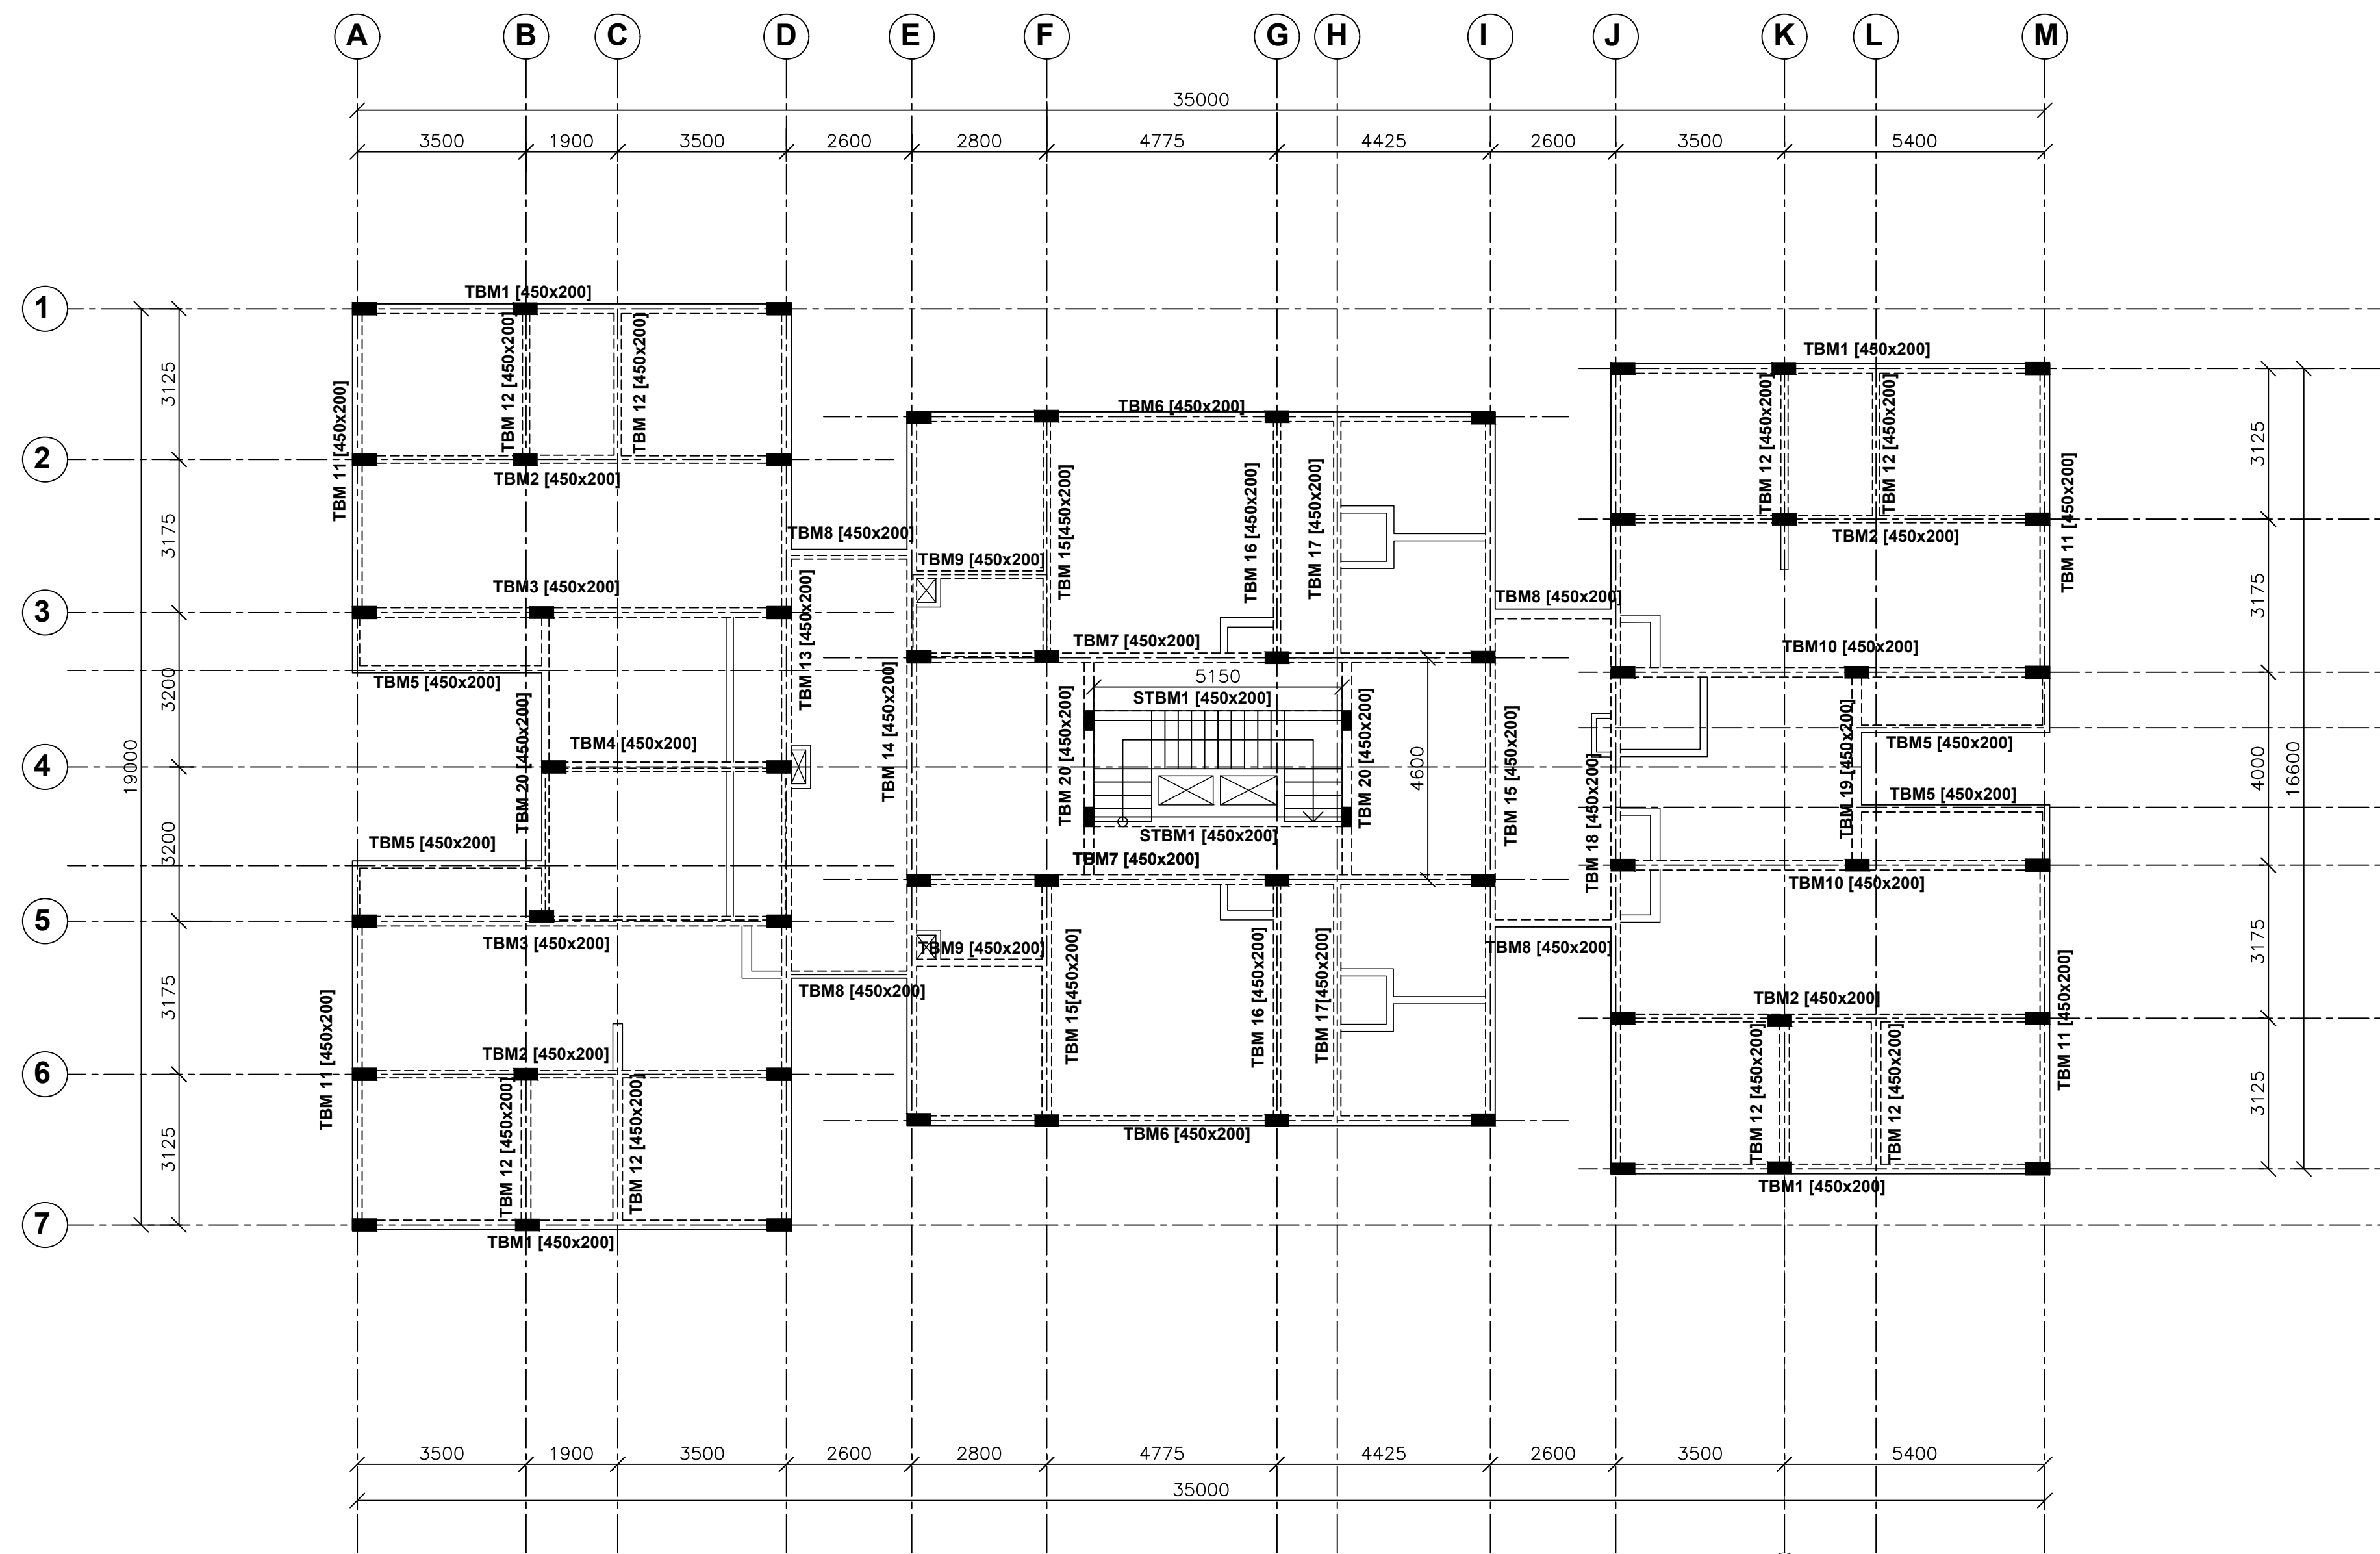 A B C D E F G H I J K L M
35000
3500 1900 3500 2600 2800 4775 4425 2600 3500 5400
1
TBM1 [450x200]
TBM1 [450x200]
3125
TBM 11 [450x200]
TBM 12 [450x200]
TBM 12 [450x200]
TBM6 [450x200]
TBM 12 [450x200]
TBM 12 [450x200]
3125
2
TBM2 [450x200]
TBM 15[450x200]
TBM 16 [450x200]
TBM 17 [450x200]
TBM2 [450x200]
TBM 11 [450x200]
3175
TBM8 [450x200]
TBM9 [450x200]
TBM3 [450x200]
TBM8 [450x200]
3175
3
TBM 13 [450x200]
TBM7 [450x200]
TBM10 [450x200]
3200
TBM5 [450x200]
5150
STBM1 [450x200]
TBM 20 [450x200]
TBM 14 [450x200]
TBM 20 [450x200]
TBM 20 [450x200]
TBM 15 [450x200]
TBM 19 [450x200]
TBM4 [450x200]
TBM5 [450x200]
4
19000
4600
TBM 18 [450x200]
4000
16600
TBM5 [450x200]
3200
TBM5 [450x200]
STBM1 [450x200]
TBM7 [450x200]
TBM10 [450x200]
5
TBM3 [450x200]
TBM9 [450x200]
TBM8 [450x200]
3175
TBM8 [450x200]
TBM2 [450x200]
3175
TBM 11 [450x200]
TBM 15[450x200]
TBM 16 [450x200]
TBM 17[450x200]
TBM 11 [450x200]
TBM2 [450x200]
6
TBM 12 [450x200]
TBM 12 [450x200]
TBM 12 [450x200]
TBM 12 [450x200]
3125
3125
TBM6 [450x200]
TBM1 [450x200]
7
TBM1 [450x200]
3500 1900 3500 2600 2800 4775 4425 2600 3500 5400
35000